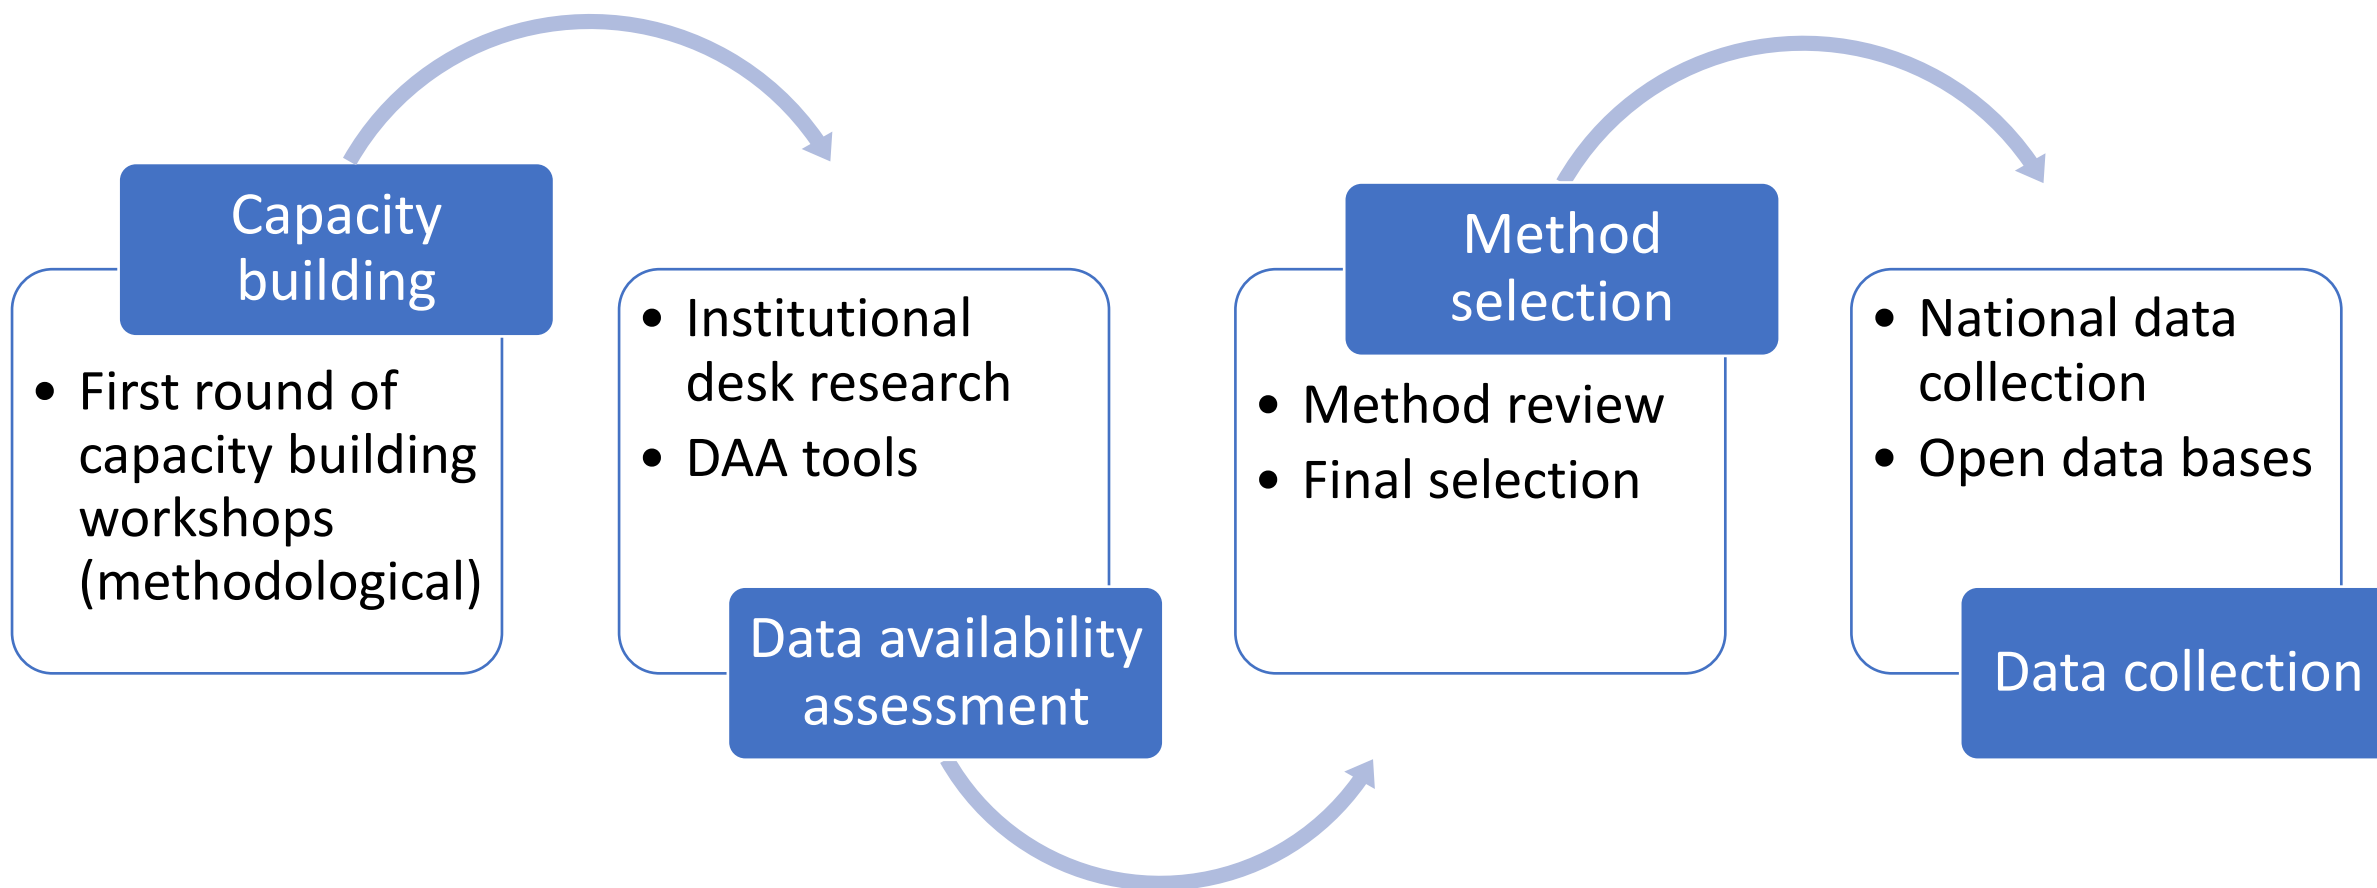 Capacity
building
• First round of
capacity building
workshops
(methodological)
• Institutional
desk research
• DAA tools
Data availability
assessment
Method
selection
• Method review
• Final selection
• National data
collection
• Open data bases
Data collection